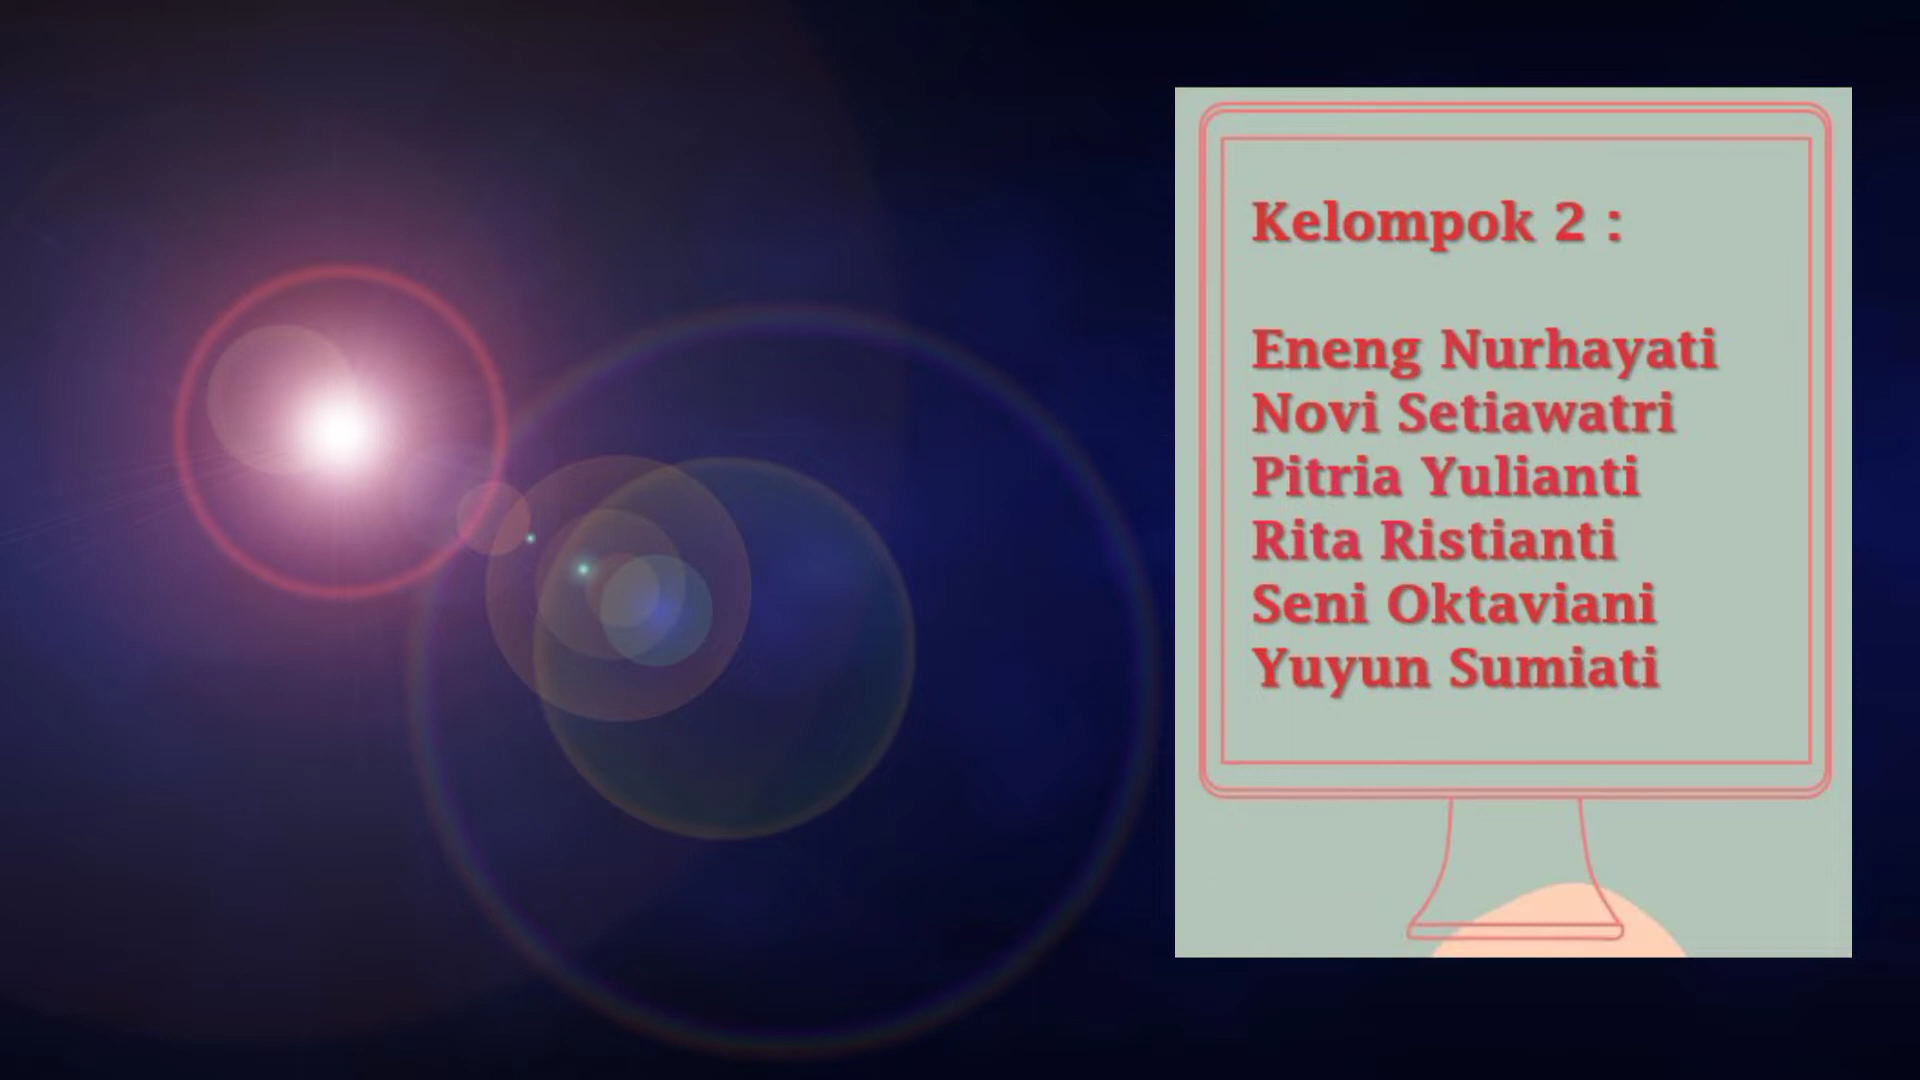 Kelompok 2 :
Eneng Nurhayati
Novi Setiawatri
Pitria Yulianti
Rita Ristianti
Seni Oktaviani
Yuyun Sumiati